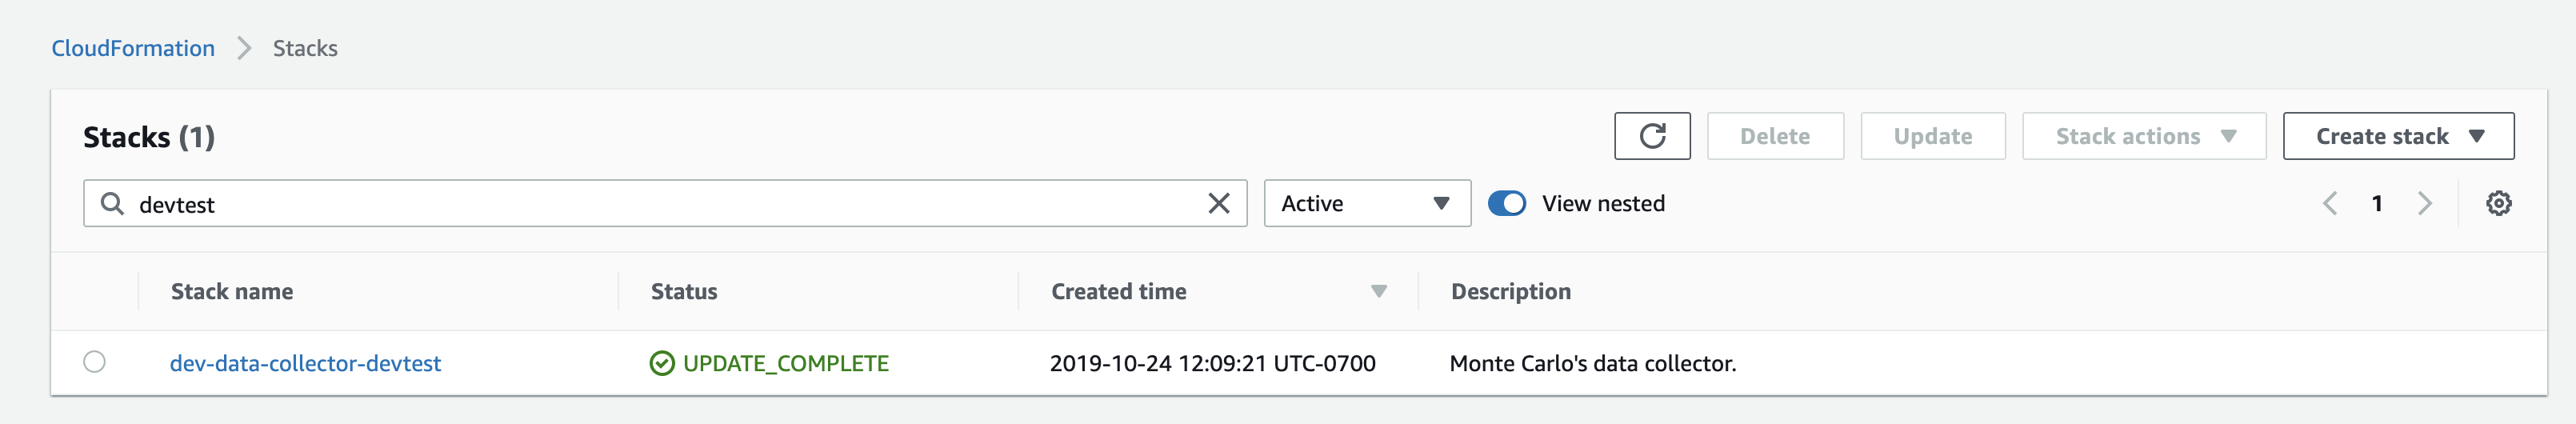 CloudFormation > Stacks
Stacks (1)
Delete Update Stack actions Create stack
devtest Active View nested 1
Stack name Status Created time Description
dev-data-collector-devtest UPDATE_COMPLETE 2019-10-24 12:09:21 UTC-0700 Monte Carlo's data collector.